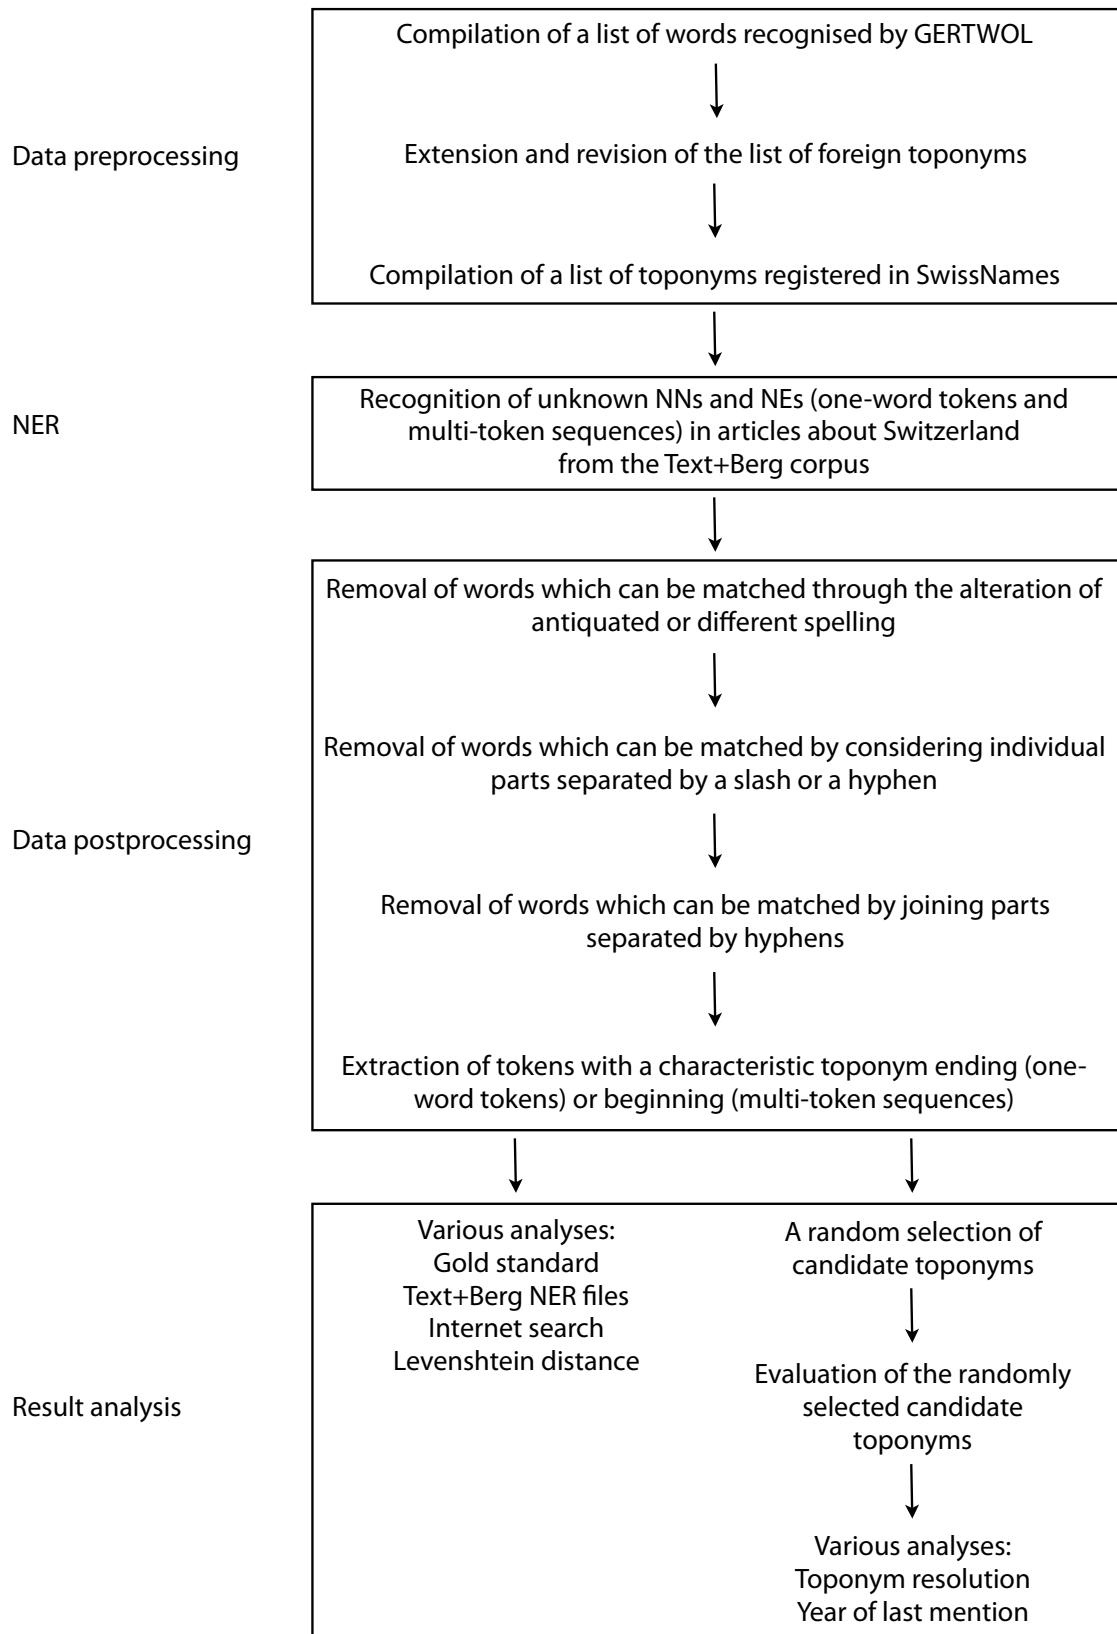 Compilation of a list of words recognised by GERTWOL
Data preprocessing
Extension and revision of the list of foreign toponyms
Compilation of a list of toponyms registered in SwissNames
NER
Recognition of unknown NNs and NEs (one-word tokens and
multi-token sequences) in articles about Switzerland
from the Text+Berg corpus
Removal of words which can be matched through the alteration of
antiquated or different spelling
Removal of words which can be matched by considering individual
parts separated by a slash or a hyphen
Data postprocessing
Removal of words which can be matched by joining parts
separated by hyphens
Extraction of tokens with a characteristic toponym ending (one-
word tokens) or beginning (multi-token sequences)
Result analysis
Various analyses:
Gold standard
Text+Berg NER files
Internet search
Levenshtein distance
A random selection of
candidate toponyms
Evaluation of the randomly
selected candidate
toponyms
Various analyses:
Toponym resolution
Year of last mention